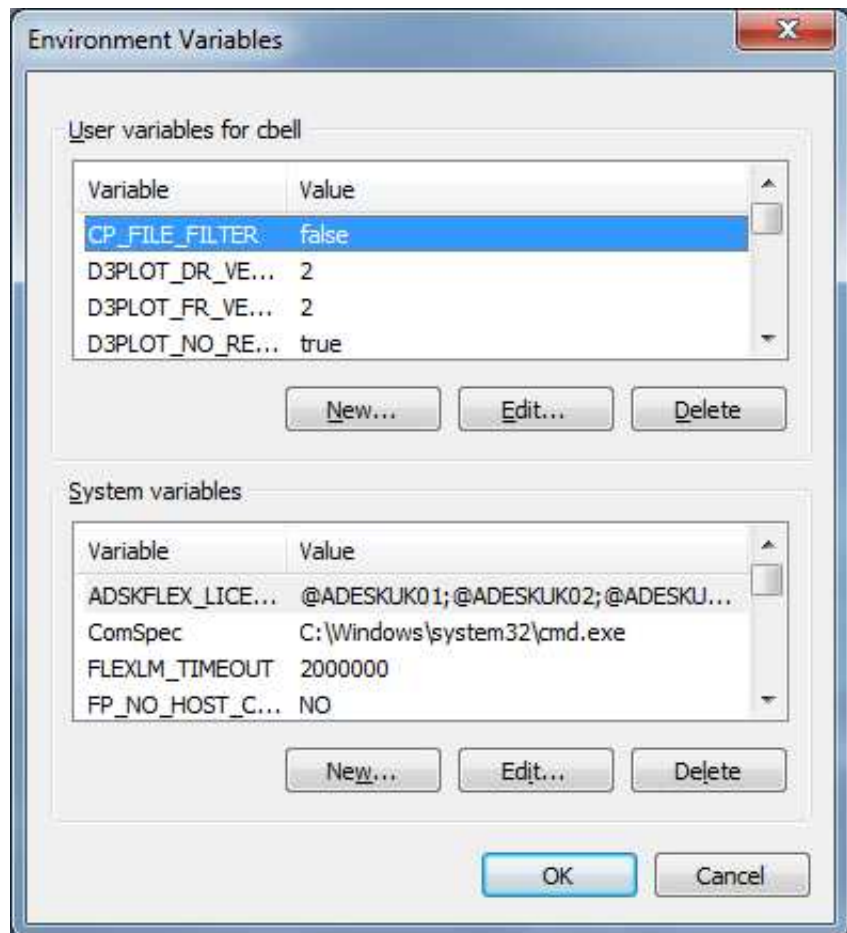 Environment Variables
User variables for cbell
Variable Value
CP_FILE_FILTER false
D3PLOT_DR_VE... 2
D3PLOT_FR_VE... 2
D3PLOT_NO_RE... true
New... Edit... Delete
System variables
Variable Value
ADSKFLEX_LICE... @ADESKUK01;@ADESKUK02;@ADESKU...
ComSpec C:\Windows\system32\cmd.exe
FLEXLM_TIMEOUT 2000000
FP_NO_HOST_C... NO
New... Edit... Delete
OK Cancel